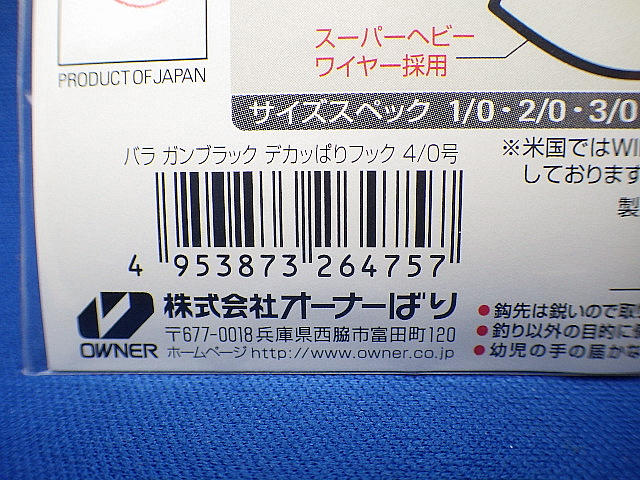 スーパーヘビー
ワイヤー採用
PRODUCT OF JAPAN
サイズスペック 1/0・2/0・3/0
バラ ガンブラック デカッぱりフック 4/0号
※米国ではWI
しております
製
4 953873 264757
OWNER
株式会社オーナーばり
〒677-0018 兵庫県西脇市富田町120
ホームページ http://www.owner.co.jp
●鈎先は鋭いので取
●釣り以外の目的に
●幼児の手の届かな